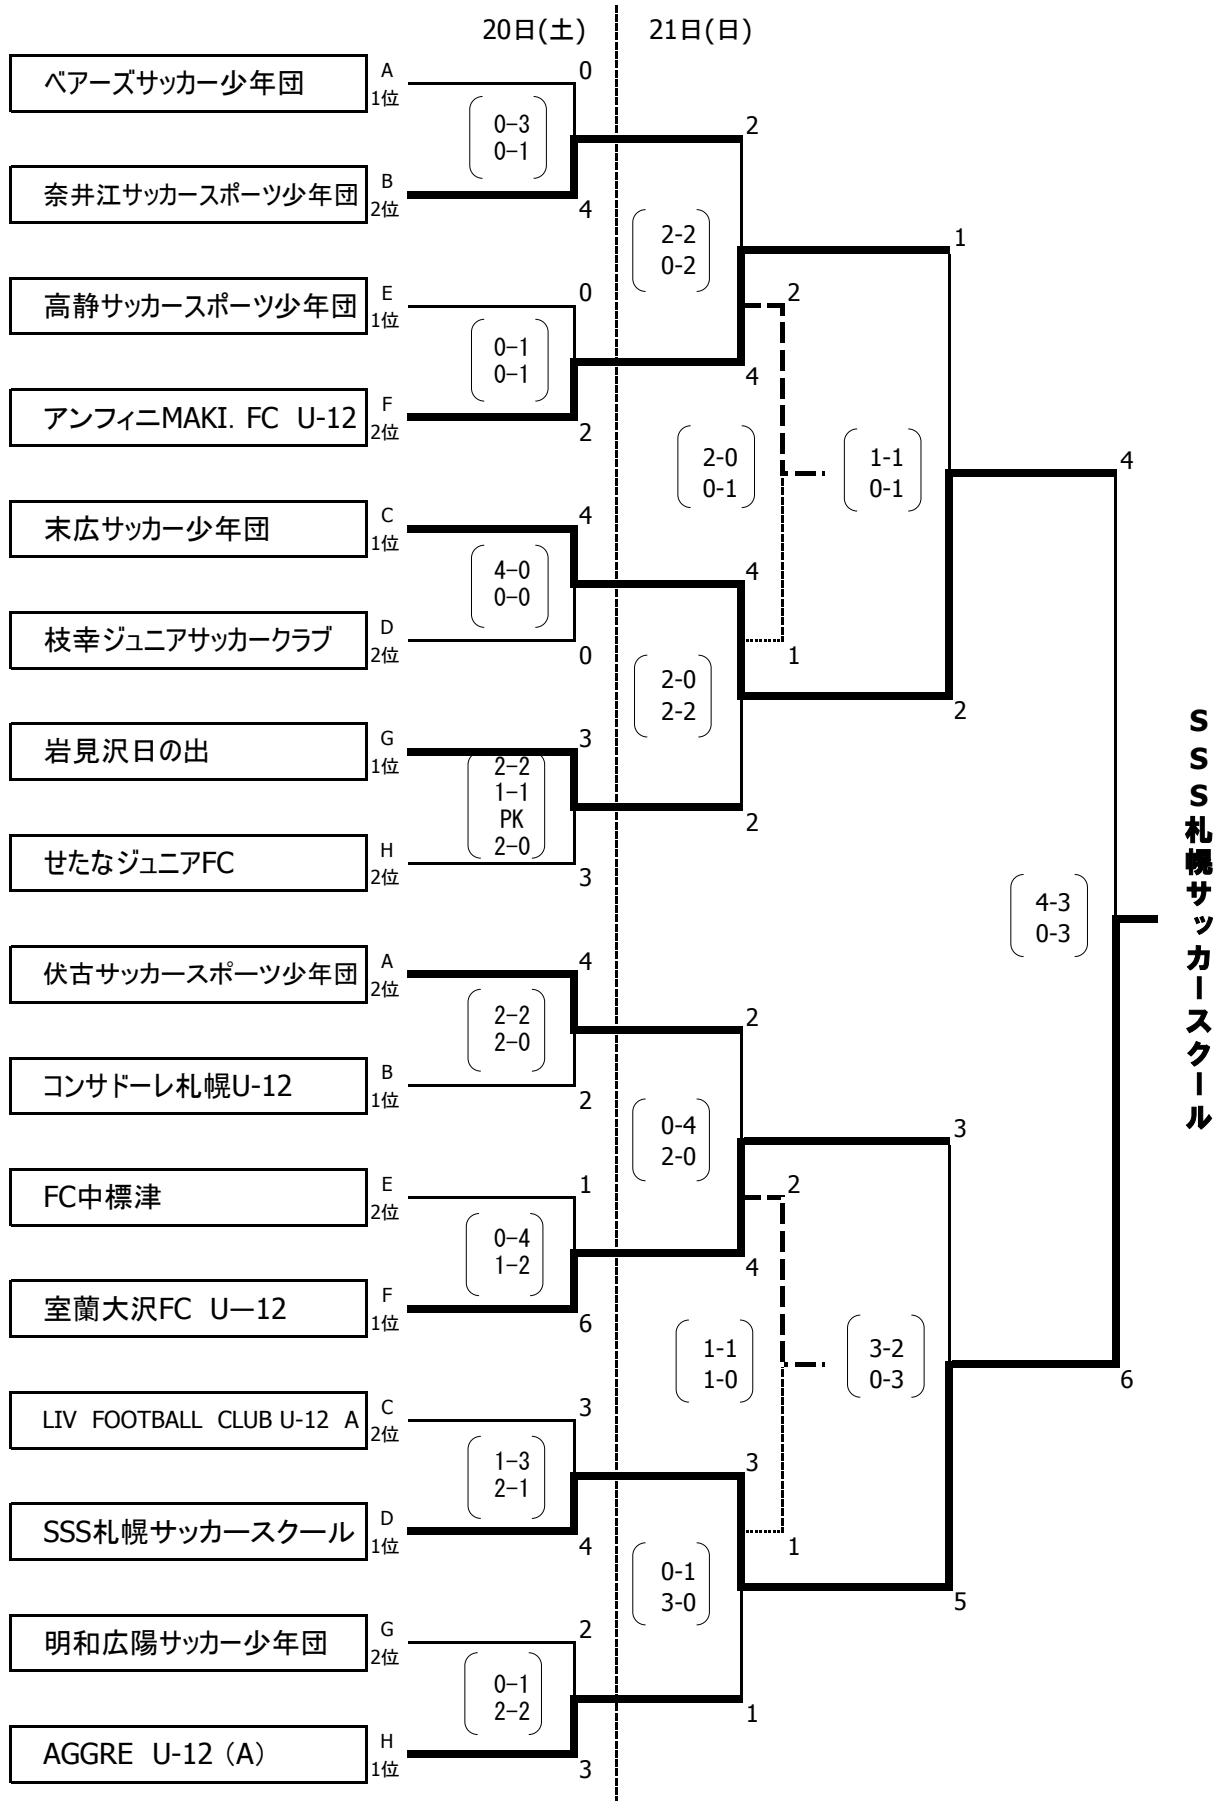 20日(土)
21日(日)
ベアーズサッカー少年団
A
1位
0
0-3
0-1
2
奈井江サッカースポーツ少年団
B
2位
4
2-2
0-2
1
高静サッカースポーツ少年団
E
1位
0
2
0-1
0-1
4
アンフィニMAKI. FC U-12
F
2位
2
2-0
0-1
1-1
0-1
4
末広サッカー少年団
C
1位
4
4-0
0-0
4
枝幸ジュニアサッカークラブ
D
2位
0
1
2-0
2-2
2
岩見沢日の出
G
1位
3
2-2
1-1
PK
2-0
2
せたなジュニアFC
H
2位
3
4-3
0-3
SSS札幌サッカースクール
伏古サッカースポーツ少年団
A
2位
4
2-2
2-0
2
コンサドーレ札幌U-12
B
1位
2
0-4
2-0
3
FC中標津
E
2位
1
2
0-4
1-2
4
室蘭大沢FC U—12
F
1位
6
1-1
1-0
3-2
0-3
6
LIV FOOTBALL CLUB U-12 A
C
2位
3
1-3
2-1
3
SSS札幌サッカースクール
D
1位
4
1
0-1
3-0
5
明和広陽サッカー少年団
G
2位
2
0-1
2-2
1
AGGRE U-12（A）
H
1位
3